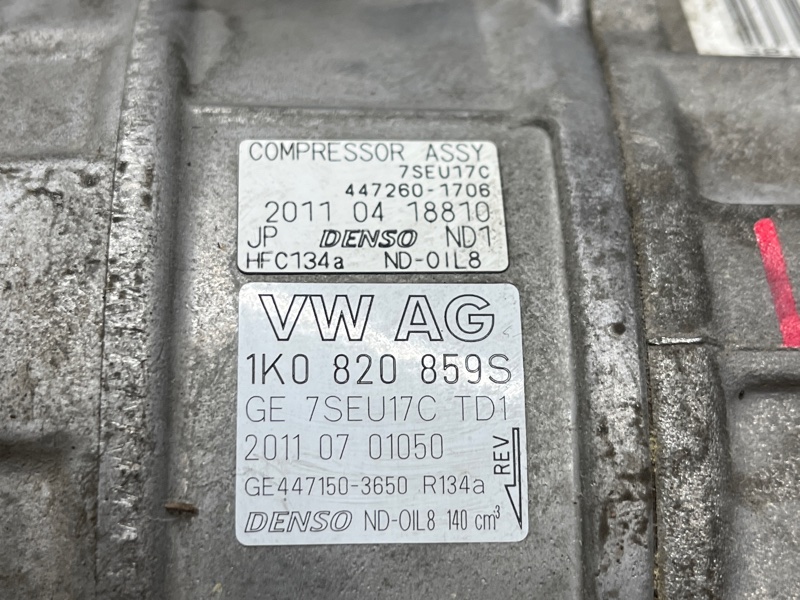 COMPRESSOR ASSY
7SEU17C
447260-1706
2011 04 18810
JP DENSO ND1
HFC134a ND-OIL8
VW AG
1K0 820 859S
GE 7SEU17C TD1
2011 07 01050
GE447150-3650 R134a
REV
DENSO ND-OIL8 140 cm³